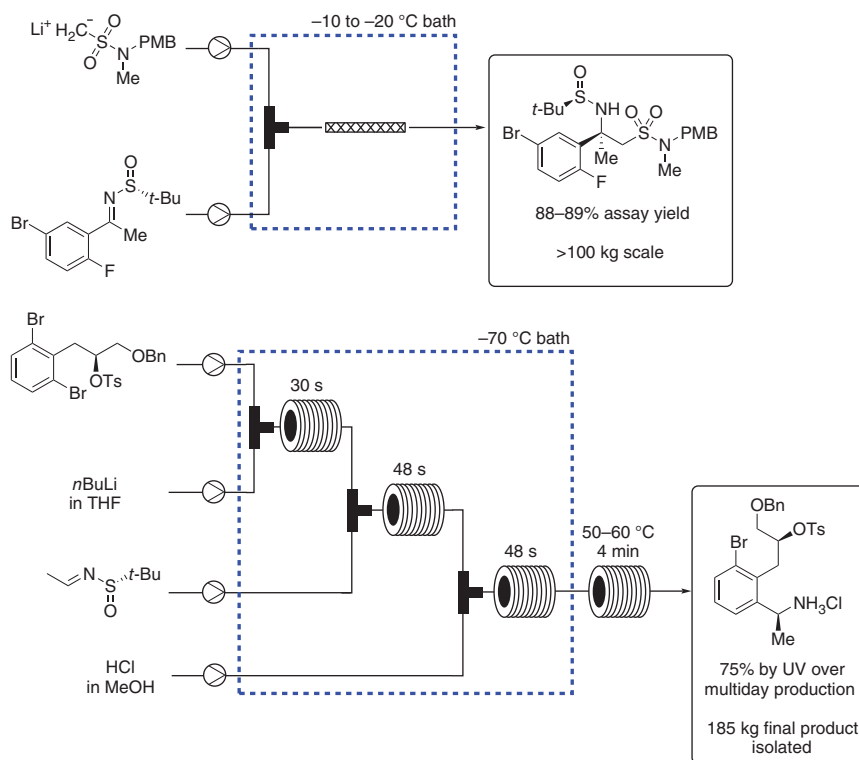 –10 to –20 °C bath
Li+ H2C–
O
S
O
N
PMB
Me
O
S
N
t-Bu
Br
Me
F
O
S
NH
t-Bu
O
O
S
PMB
N
Br
Me
Me
F
88–89% assay yield
>100 kg scale
–70 °C bath
Br
OBn
OTs
Br
30 s
nBuLi
in THF
48 s
N
t-Bu
S
O
48 s
50–60 °C
4 min
HCl
in MeOH
OBn
OTs
Br
NH3Cl
Me
75% by UV over
multiday production
185 kg final product
isolated